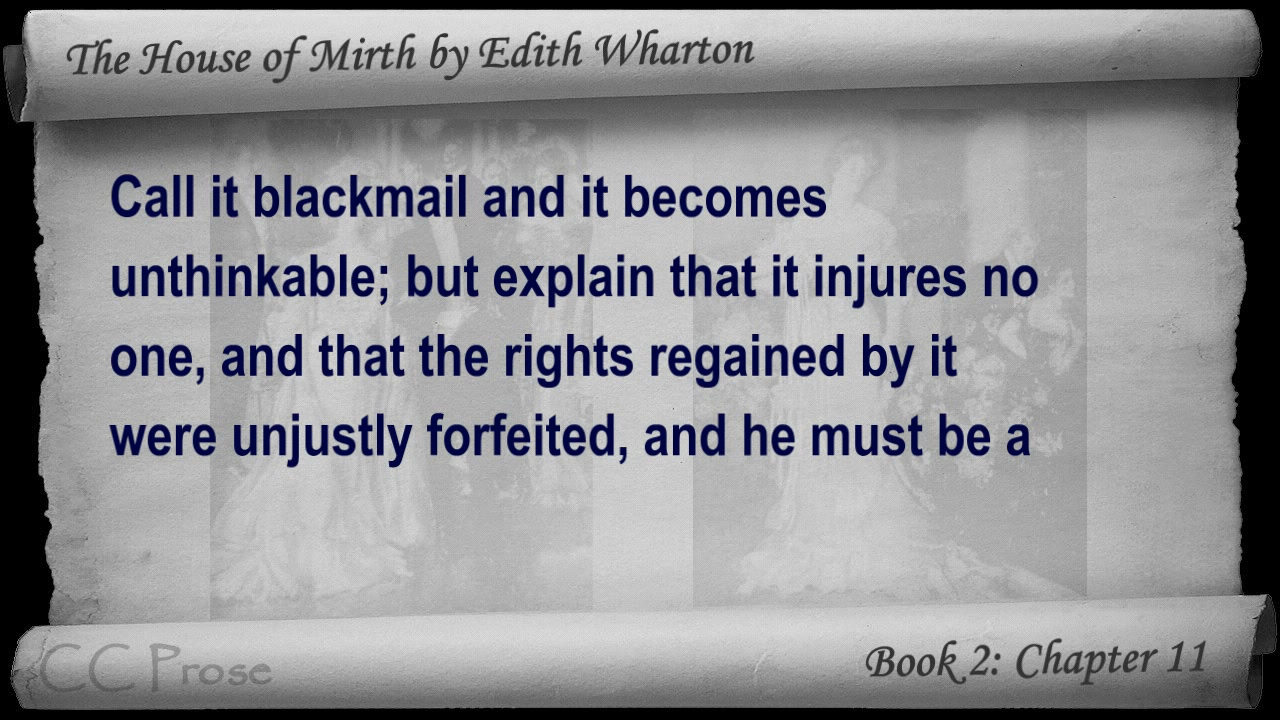 The House of Mirth by Edith Wharton
Call it blackmail and it becomes
unthinkable; but explain that it injures no
one, and that the rights regained by it
were unjustly forfeited, and he must be a
CC Prose
Book 2: Chapter 11